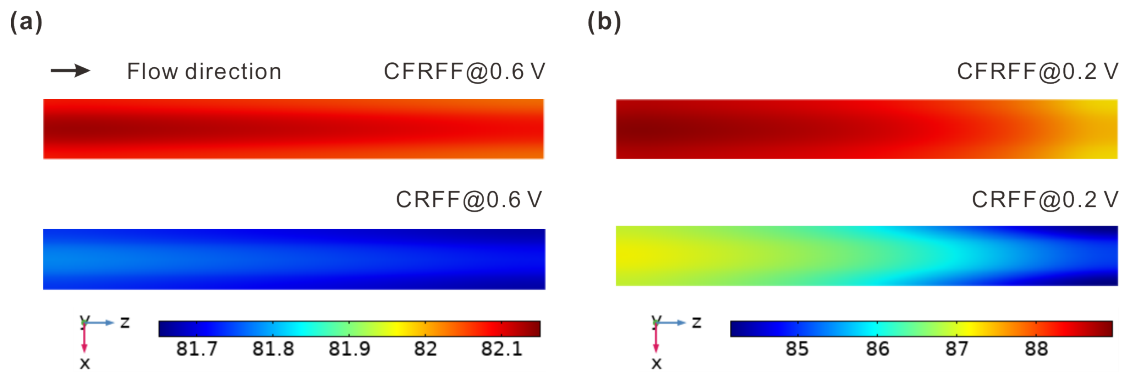 (a)
Flow direction
CFRFF@0.6 V
CRFF@0.6 V
y
z
x
81.7 81.8 81.9 82 82.1
(b)
CFRFF@0.2 V
CRFF@0.2 V
y
z
x
85 86 87 88